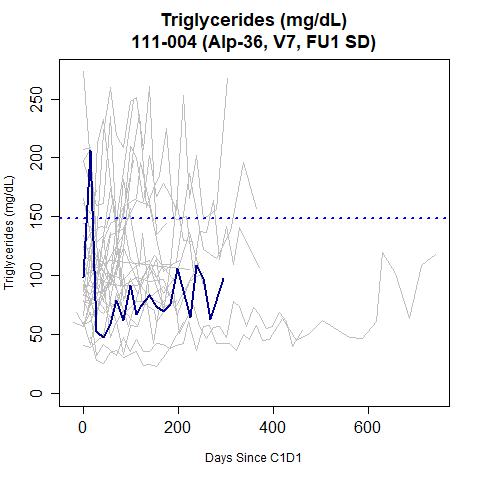 Triglycerides (mg/dL)
111-004 (Alp-36, V7, FU1 SD)
Triglycerides (mg/dL)
250
200
150
100
50
0
0
200
400
600
Days Since C1D1